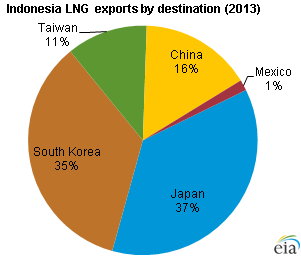 Indonesia LNG exports by destination (2013)
Taiwan
11%
China
16%
Mexico
1%
South Korea
35%
Japan
37%
eia